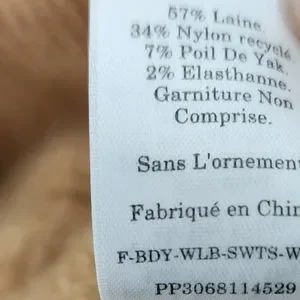 57% Laine.
34% Nylon recyclé.
7% Poil De Yak.
2% Elasthanne.
Garniture Non
Comprise.
Sans L'ornemen
Fabriqué en Chin
F-BDY-WLB-SWTS-W
PP3068114529